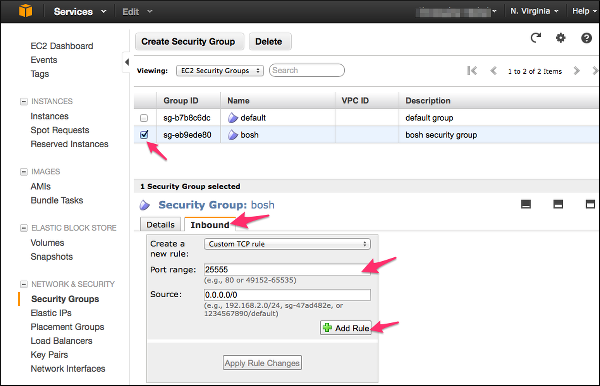 Services Edit N. Virginia Help
EC2 Dashboard
Events
Tags
INSTANCES
Instances
Spot Requests
Reserved Instances
IMAGES
AMIs
Bundle Tasks
ELASTIC BLOCK STORE
Volumes
Snapshots
NETWORK & SECURITY
Security Groups
Elastic IPs
Placement Groups
Load Balancers
Key Pairs
Network Interfaces
Create Security Group Delete
Viewing: EC2 Security Groups Search 1 to 2 of 2 Items
Group ID Name VPC ID Description
sg-b7b8c6dc default default group
sg-eb9ede80 bosh bosh security group
1 Security Group selected
Security Group: bosh
Details Inbound
Create a Custom TCP rule
new rule:
Port range: 25555
(e.g., 80 or 49152-65535)
Source: 0.0.0.0/0
(e.g., 192.168.2.0/24, sg-47ad482e, or
1234567890/default)
Add Rule
Apply Rule Changes